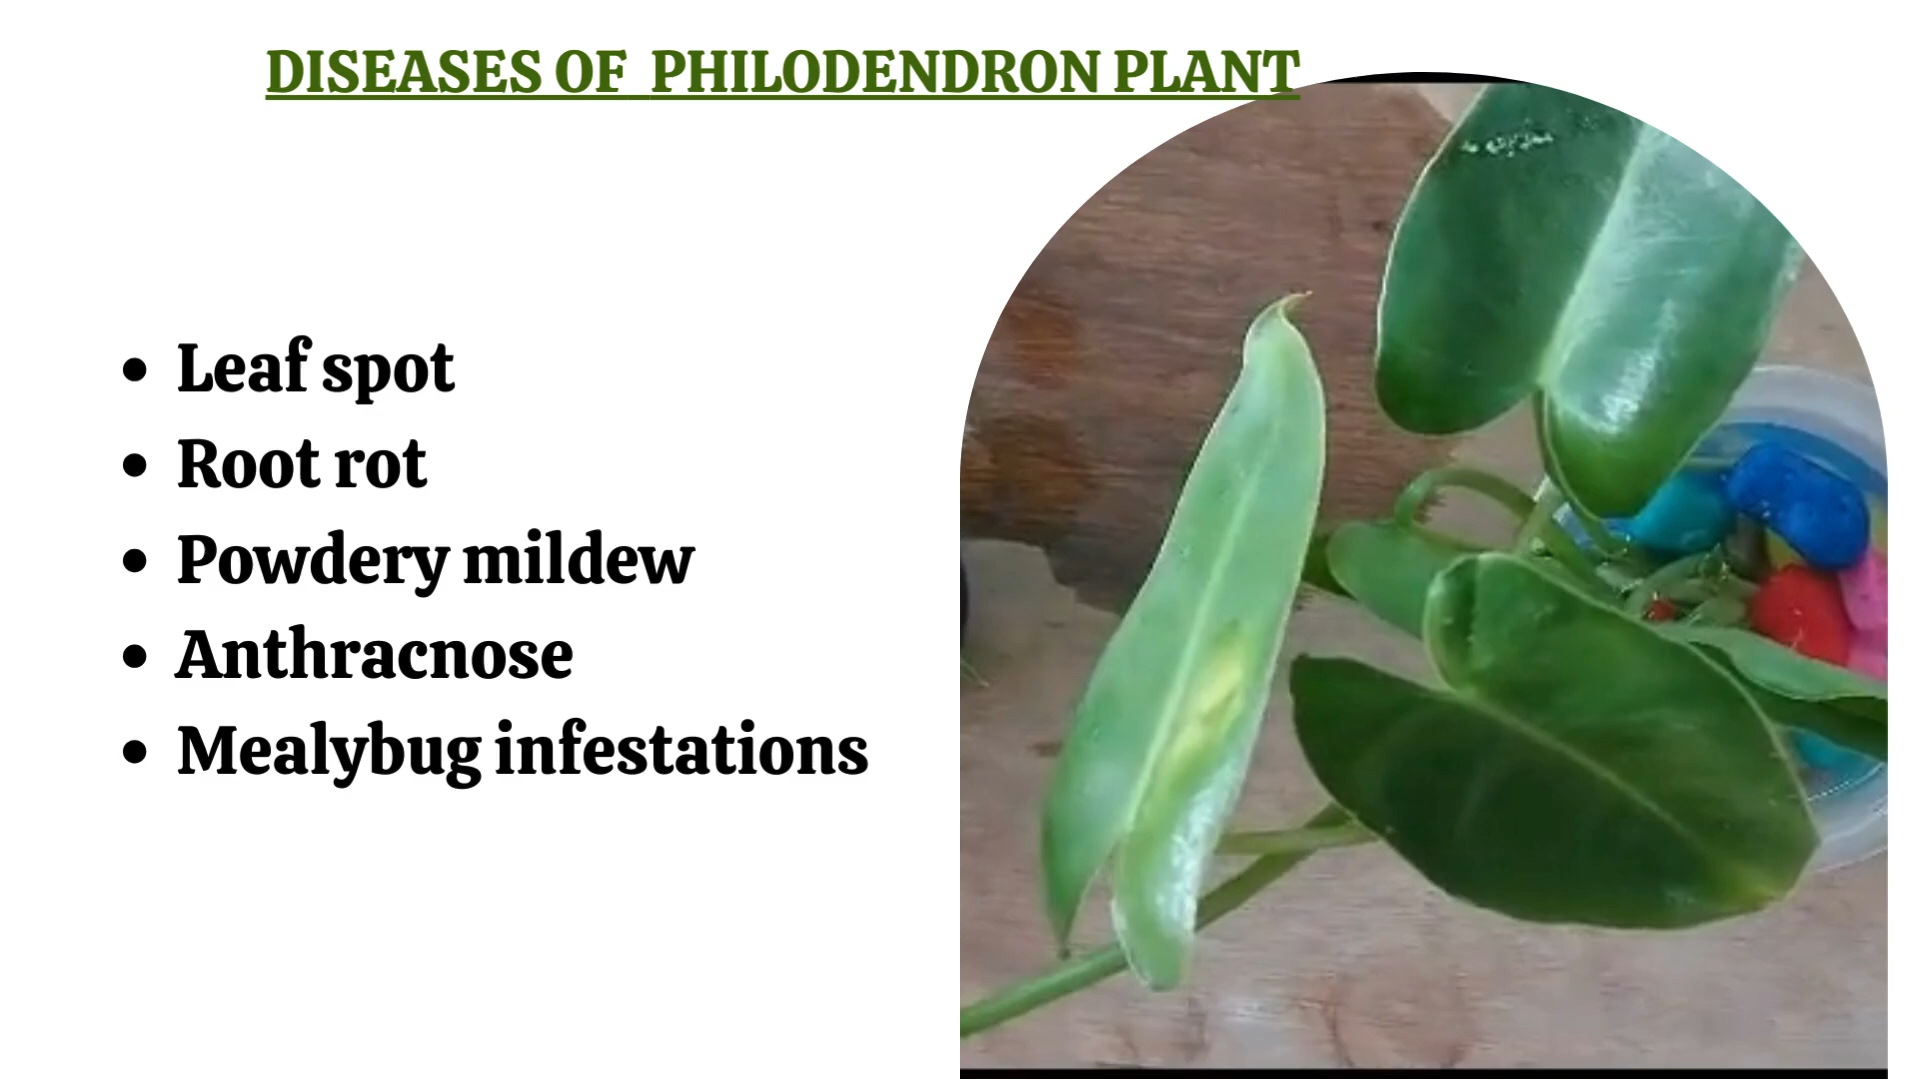 DISEASES OF PHILODENDRON PLANT
• Leaf spot
• Root rot
• Powdery mildew
• Anthracnose
• Mealybug infestations